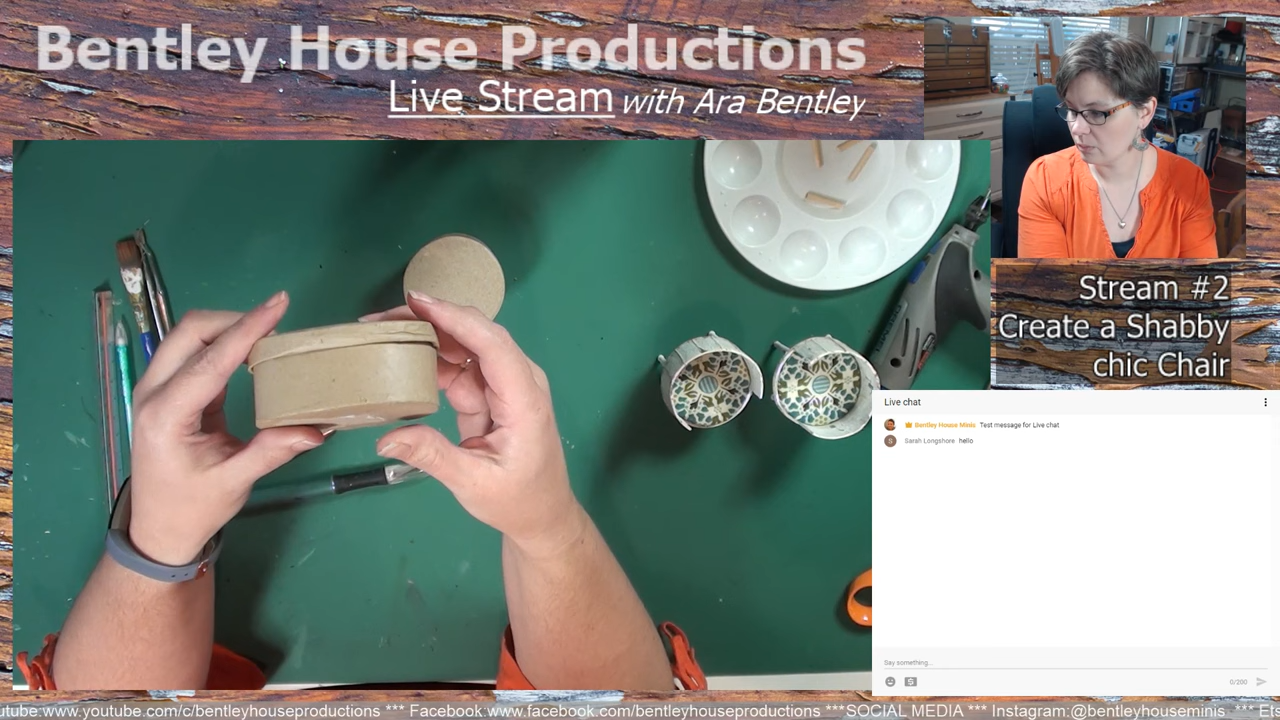 Bentley House Productions
Live Stream with Ara Bentley
Stream #2
Create a Shabby
chic Chair
Live chat
Bentley House Minis Test message for Live chat
S Sarah Longshore hello
Say something...
0/200
utube:www.youtube.com/c/bentleyhouseproductions *** Facebook:www.facebook.com/bentleyhouseproductions ***SOCIAL MEDIA *** Instagram:@bentleyhouseminis *** Ets